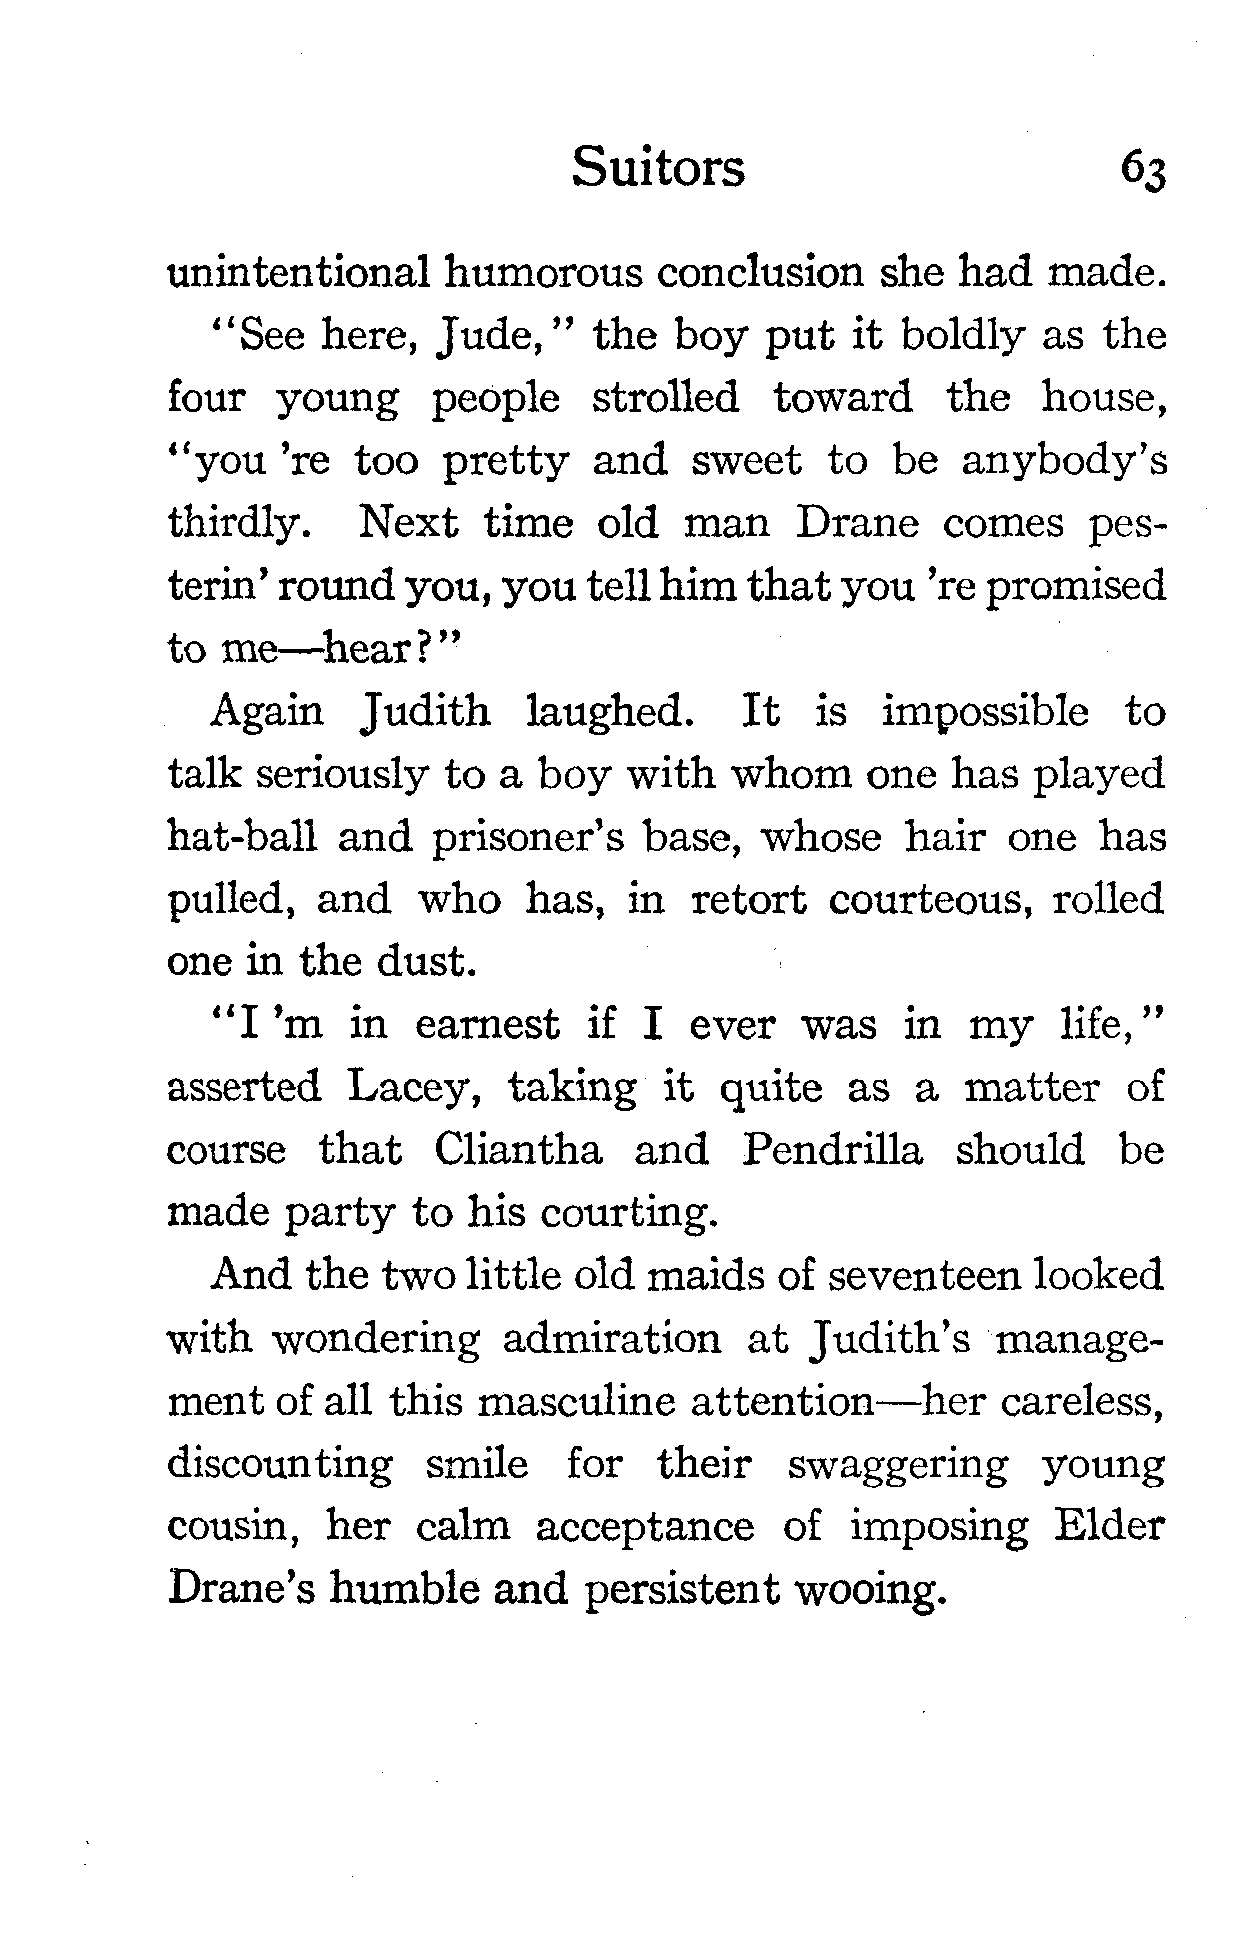 Suitors 63
unintentional humorous conclusion she had made.
"See here, Jude," the boy put it boldly as the
four young people strolled toward the house,
"you 're too pretty and sweet to be anybody's
thirdly. Next time old man Drane comes pes-
terin' round you, you tell him that you 're promised
to me—hear?"
Again Judith laughed. It is impossible to
talk seriously to a boy with whom one has played
hat-ball and prisoner's base, whose hair one has
pulled, and who has, in retort courteous, rolled
one in the dust.
"I 'm in earnest if I ever was in my life,"
asserted Lacey, taking it quite as a matter of
course that Cliantha and Pendrilla should be
made party to his courting.
And the two little old maids of seventeen looked
with wondering admiration at Judith's manage-
ment of all this masculine attention—her careless,
discounting smile for their swaggering young
cousin, her calm acceptance of imposing Elder
Drane's humble and persistent wooing.